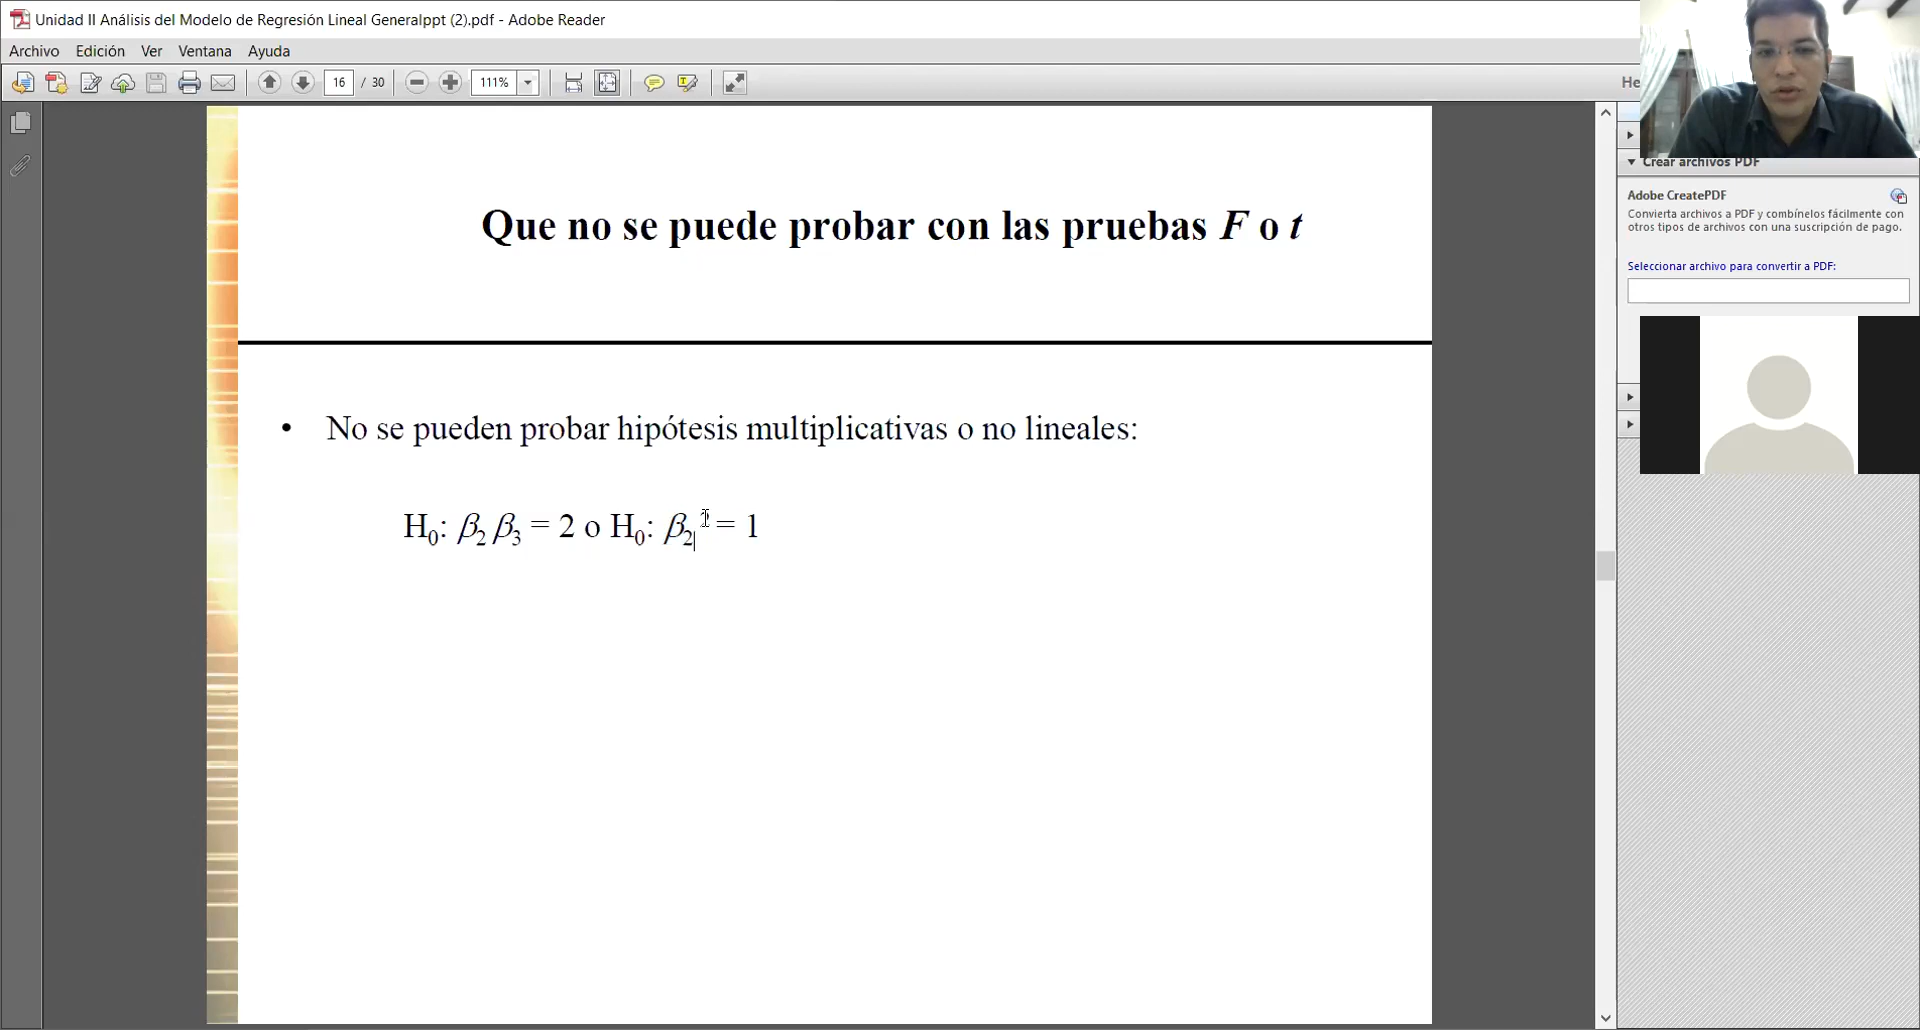 Unidad II Análisis del Modelo de Regresión Lineal Generalppt (2).pdf - Adobe Reader
Archivo Edición Ver Ventana Ayuda
16 / 30 111% He
Crear archivos PDF
Adobe CreatePDF
Convierta archivos a PDF y combínelos fácilmente con
otros tipos de archivos con una suscripción de pago.
Seleccionar archivo para convertir a PDF:
Que no se puede probar con las pruebas F o t
• No se pueden probar hipótesis multiplicativas o no lineales:
H₀: β₂ β₃ = 2 o H₀: β₂² = 1